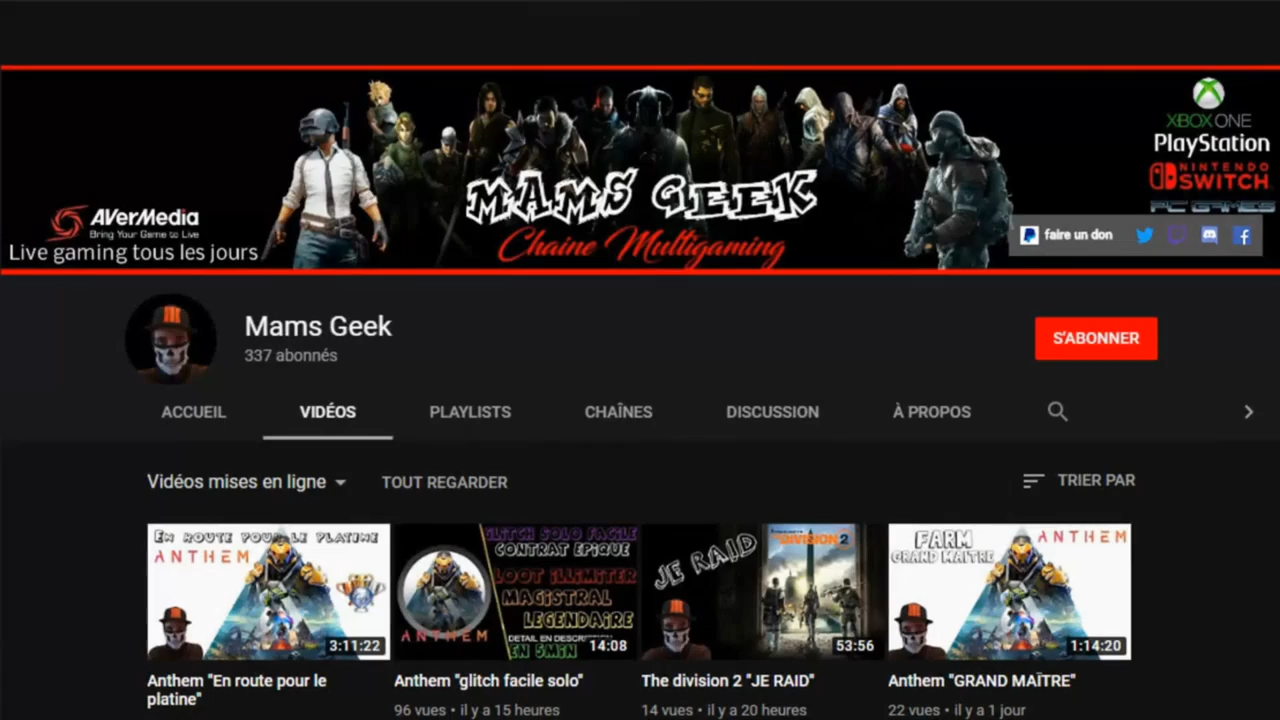 XBOX ONE
PlayStation
NINTENDO
SWITCH
PC GAMES
MAMS GEEK
AVerMedia
Bring Your Game to Live
Chaine Multigaming
Live gaming tous les jours
faire un don
Mams Geek
337 abonnés
S'ABONNER
ACCUEIL
VIDÉOS
PLAYLISTS
CHAÎNES
DISCUSSION
À PROPOS
Vidéos mises en ligne
TOUT REGARDER
TRIER PAR
EN ROUTE POUR LE PLATINE
ANTHEM
3:11:22
GLITCH SOLO FACILE
CONTRAT EPIQUE
LOOT ILLIMITER
MAGISTRAL
LEGENDAIRE
ANTHEM
EN 5MIN
14:08
JE RAID
DIVISION 2
53:56
FARM
GRAND MAÎTRE
ANTHEM
1:14:20
Anthem "En route pour le
platine"
Anthem "glitch facile solo"
96 vues • il y a 15 heures
The division 2 "JE RAID"
14 vues • il y a 20 heures
Anthem "GRAND MAÏTRE"
22 vues • il y a 1 jour